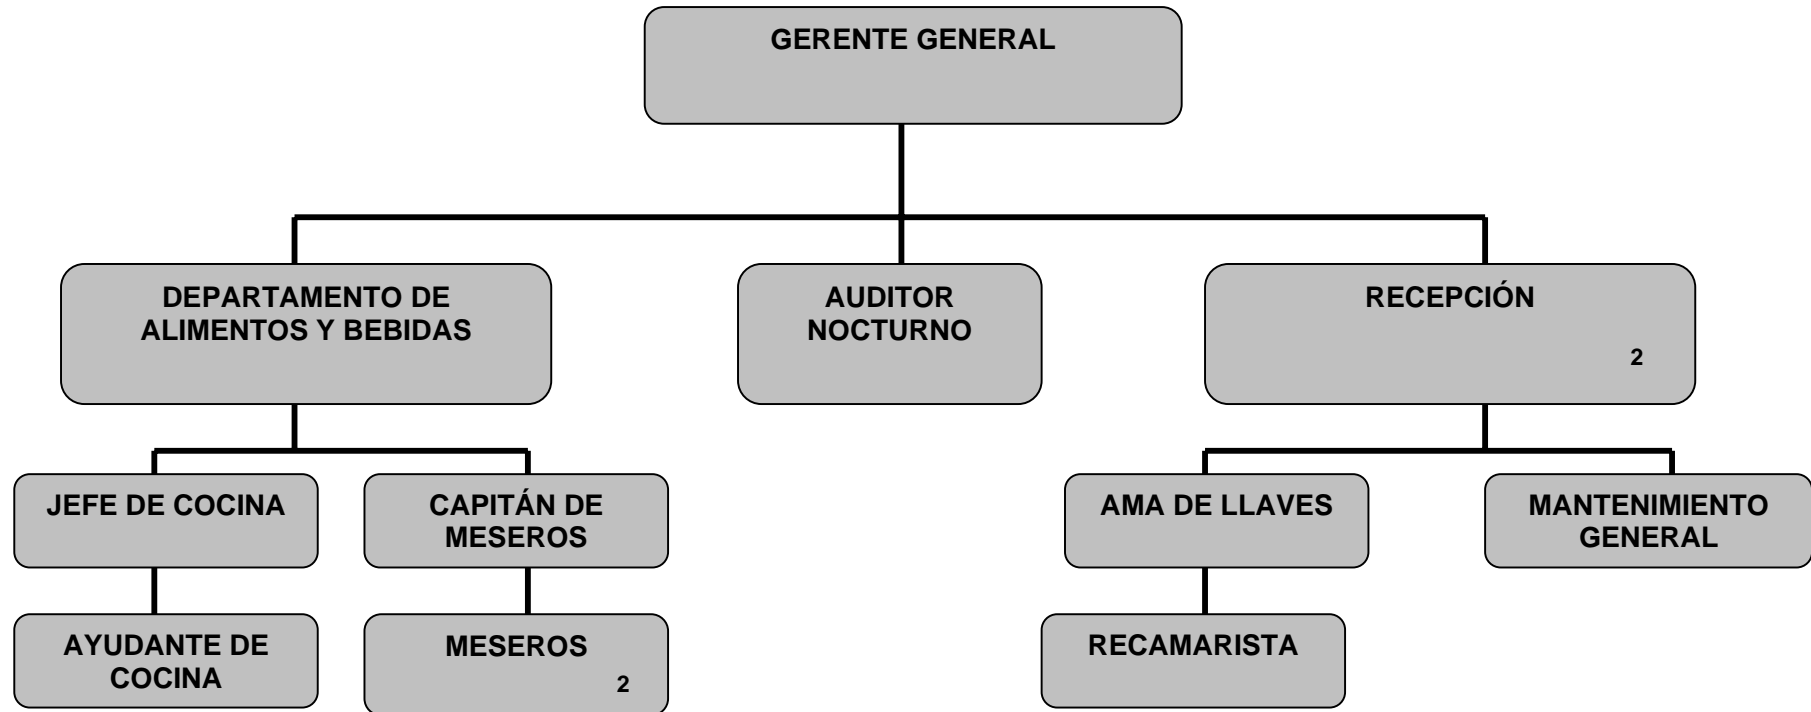 GERENTE GENERAL
DEPARTAMENTO DE
ALIMENTOS Y BEBIDAS
AUDITOR
NOCTURNO
RECEPCIÓN
2
JEFE DE COCINA
CAPITÁN DE
MESEROS
AMA DE LLAVES
MANTENIMIENTO
GENERAL
AYUDANTE DE
COCINA
MESEROS
2
RECAMARISTA